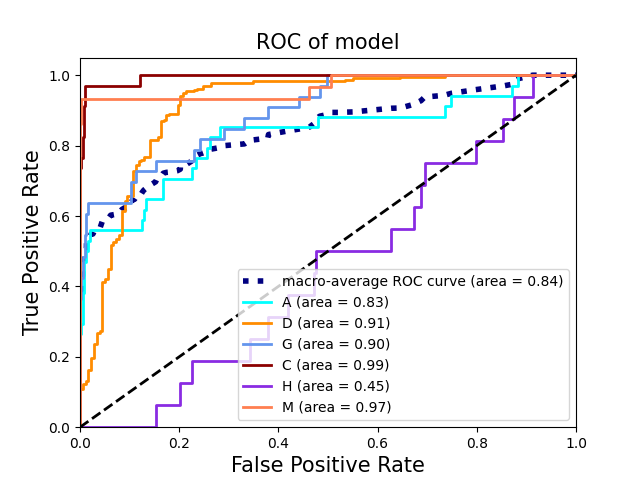 ROC of model
True Positive Rate
1.0
0.8
0.6
0.4
0.2
0.0
macro-average ROC curve (area = 0.84)
A (area = 0.83)
D (area = 0.91)
G (area = 0.90)
C (area = 0.99)
H (area = 0.45)
M (area = 0.97)
0.0 0.2 0.4 0.6 0.8 1.0
False Positive Rate